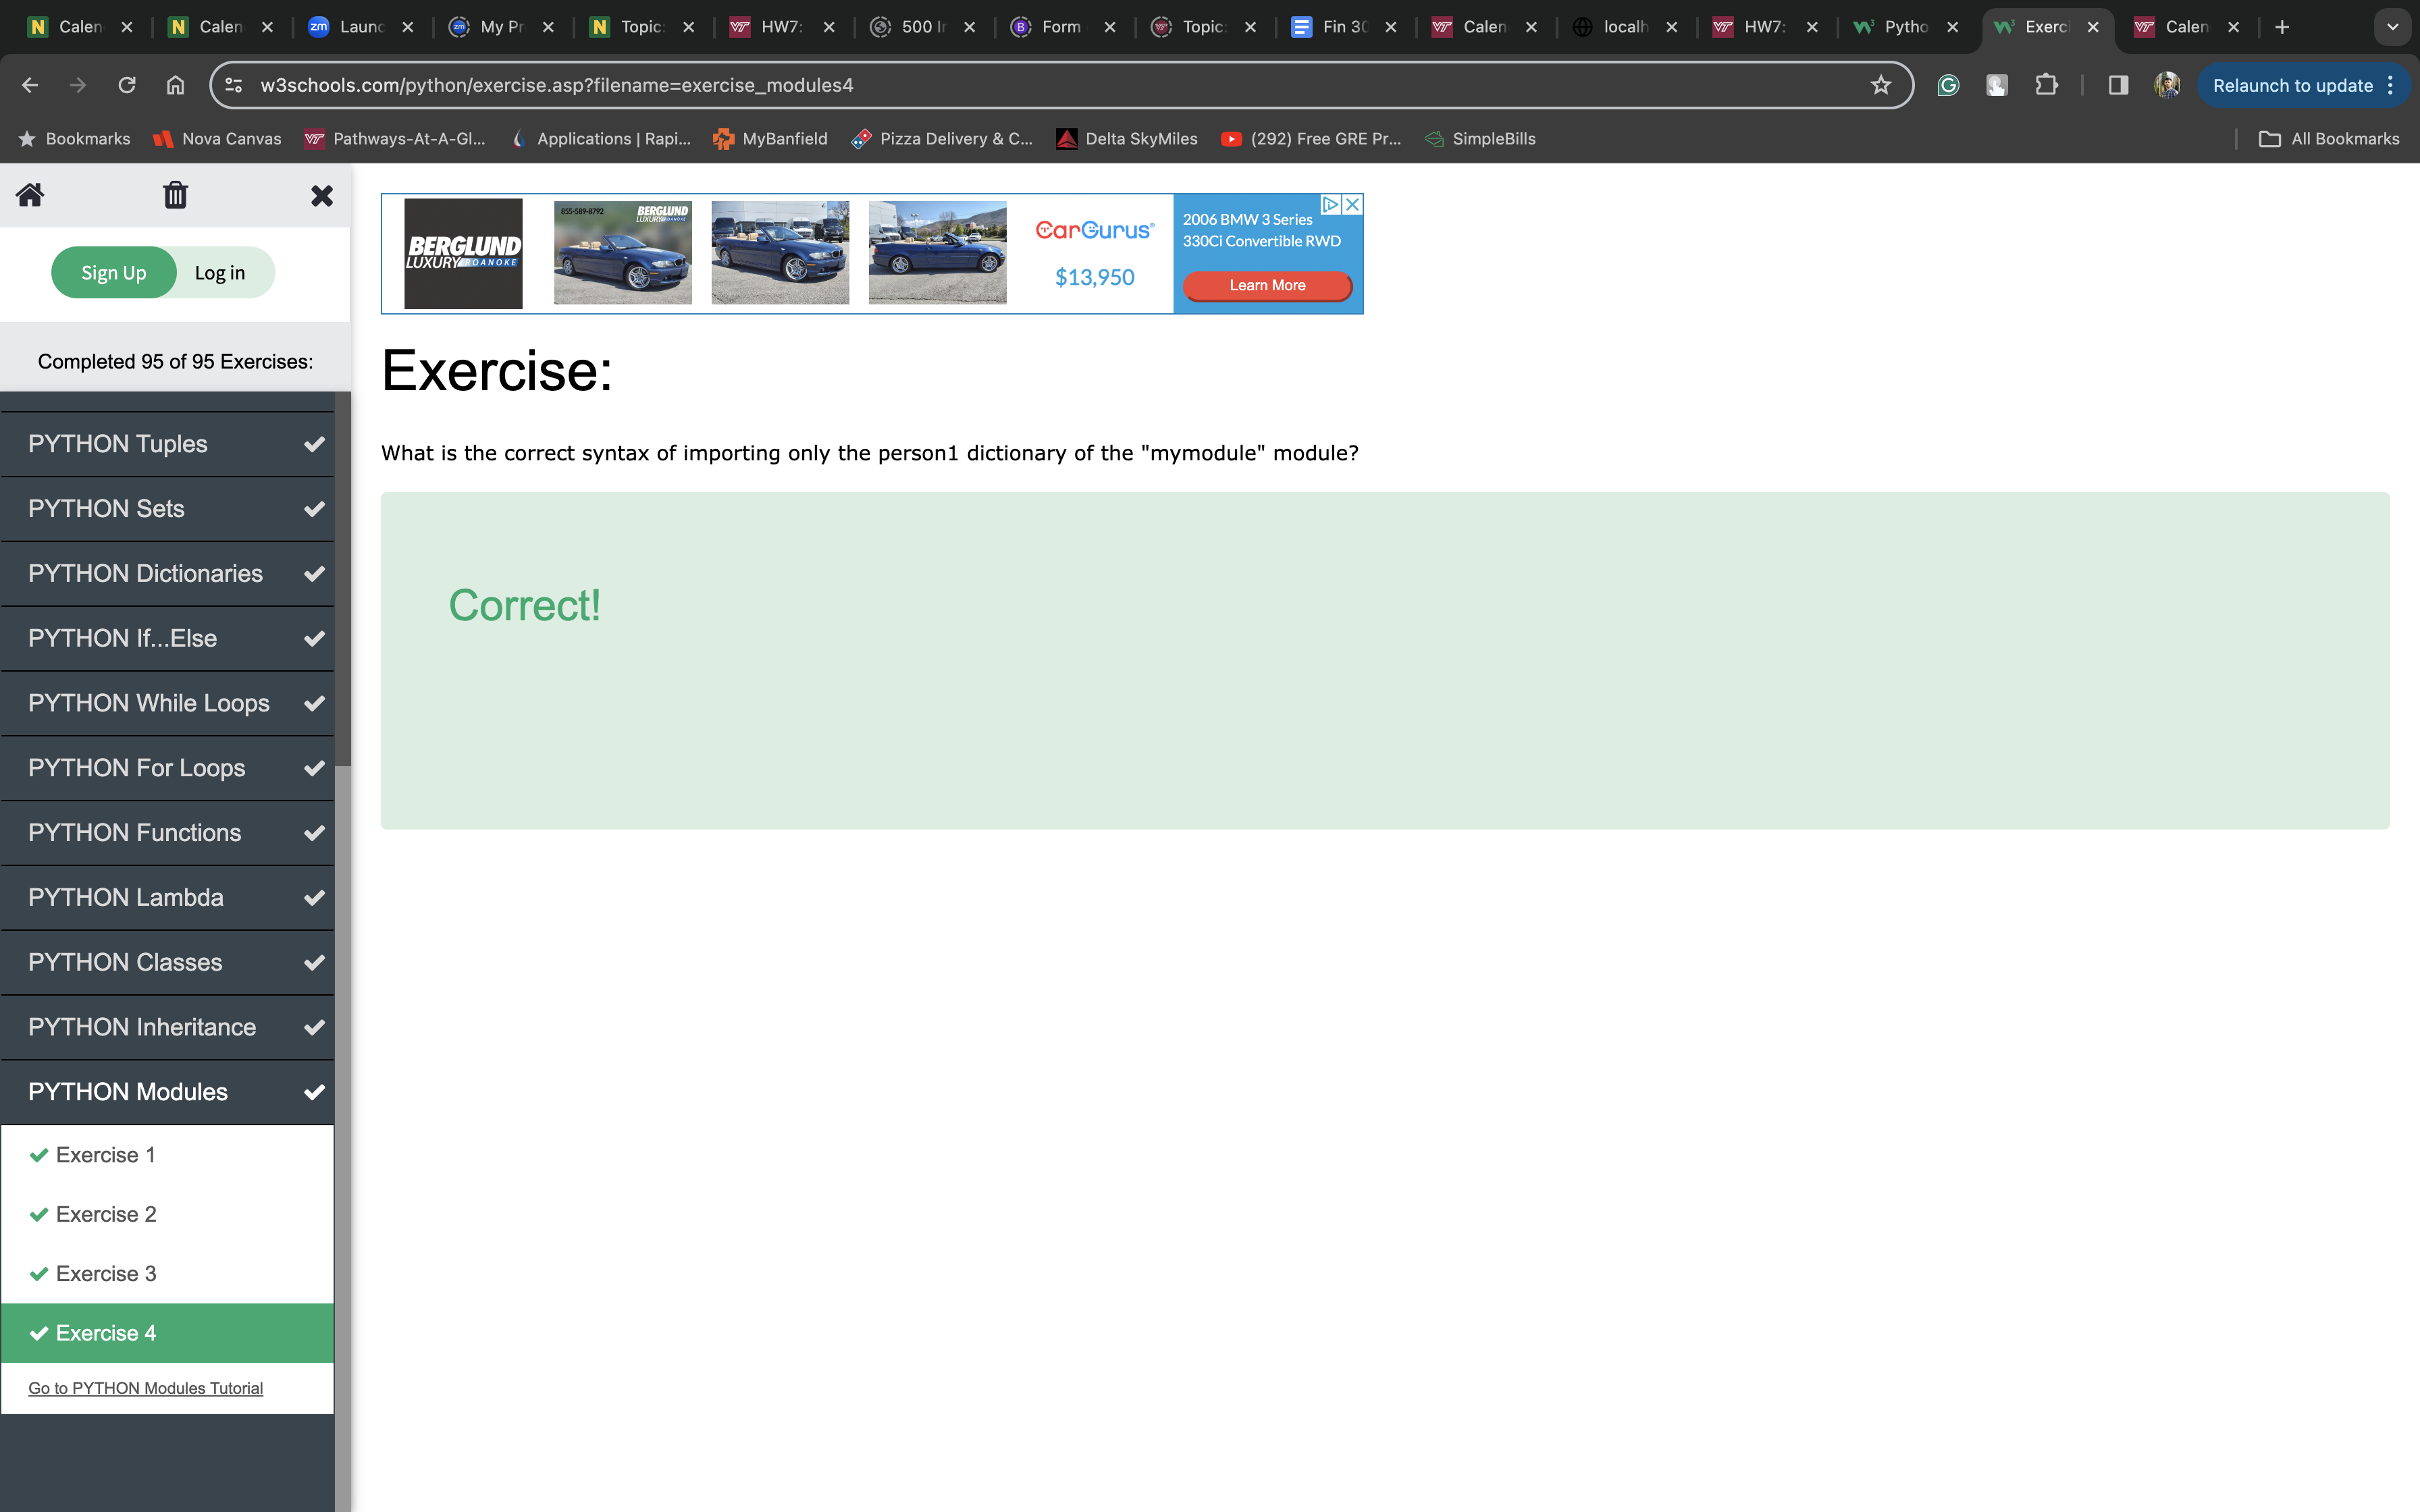 Calen
Calen
Launc
My Pr
Topic:
HW7:
500 Ir
Form
Topic:
Fin 30
Calen
localh
HW7:
Pytho
Exerci
Calen
w3schools.com/python/exercise.asp?filename=exercise_modules4
Relaunch to update
Bookmarks
Nova Canvas
Pathways-At-A-Gl...
Applications | Rapi...
MyBanfield
Pizza Delivery & C...
Delta SkyMiles
(292) Free GRE Pr...
SimpleBills
All Bookmarks
Sign Up
Log in
Completed 95 of 95 Exercises:
PYTHON Tuples
PYTHON Sets
PYTHON Dictionaries
PYTHON If...Else
PYTHON While Loops
PYTHON For Loops
PYTHON Functions
PYTHON Lambda
PYTHON Classes
PYTHON Inheritance
PYTHON Modules
Exercise 1
Exercise 2
Exercise 3
Exercise 4
Go to PYTHON Modules Tutorial
BERGLUND
LUXURY ROANOKE
855-589-8792
BERGLUND
LUXURY ROANOKE
CarGurus
$13,950
2006 BMW 3 Series
330Ci Convertible RWD
Learn More
Exercise:
What is the correct syntax of importing only the person1 dictionary of the "mymodule" module?
Correct!